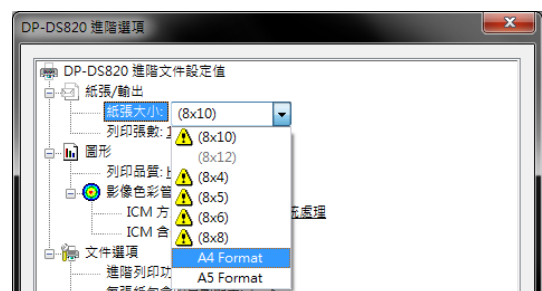 DP-DS820 進階選項
DP-DS820 進階文件設定值
紙張/輸出
紙張大小: (8x10)
列印張數:
(8x10)
(8x12)
圖形
列印品質:
(8x4)
影像色彩管
(8x5)
ICM 方
(8x6)
處理
ICM 含
(8x8)
文件選項
A4 Format
進階列印功
A5 Format